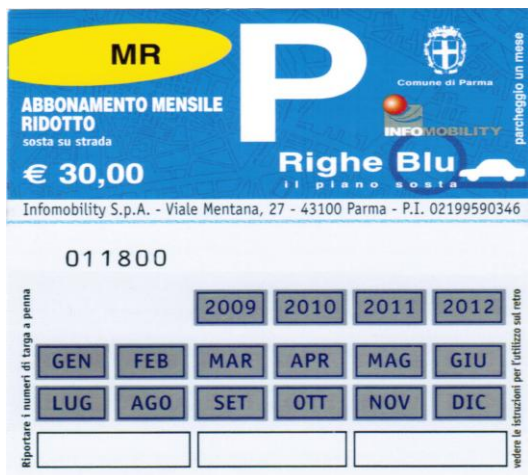 MR
P
Comune di Parma
parcheggio un mese
ABBONAMENTO MENSILE
RIDOTTO
sosta su strada
INFOMOBILITY
€ 30,00
Righe Blu
il piano sosta
Infomobility S.p.A. - Viale Mentana, 27 - 43100 Parma - P.I. 02199590346
011800
2009 2010 2011 2012
GEN FEB MAR APR MAG GIU
LUG AGO SET OTT NOV DIC
Riportare i numeri di targa a penna
vedere le istruzioni per l'utilizzo sul retro